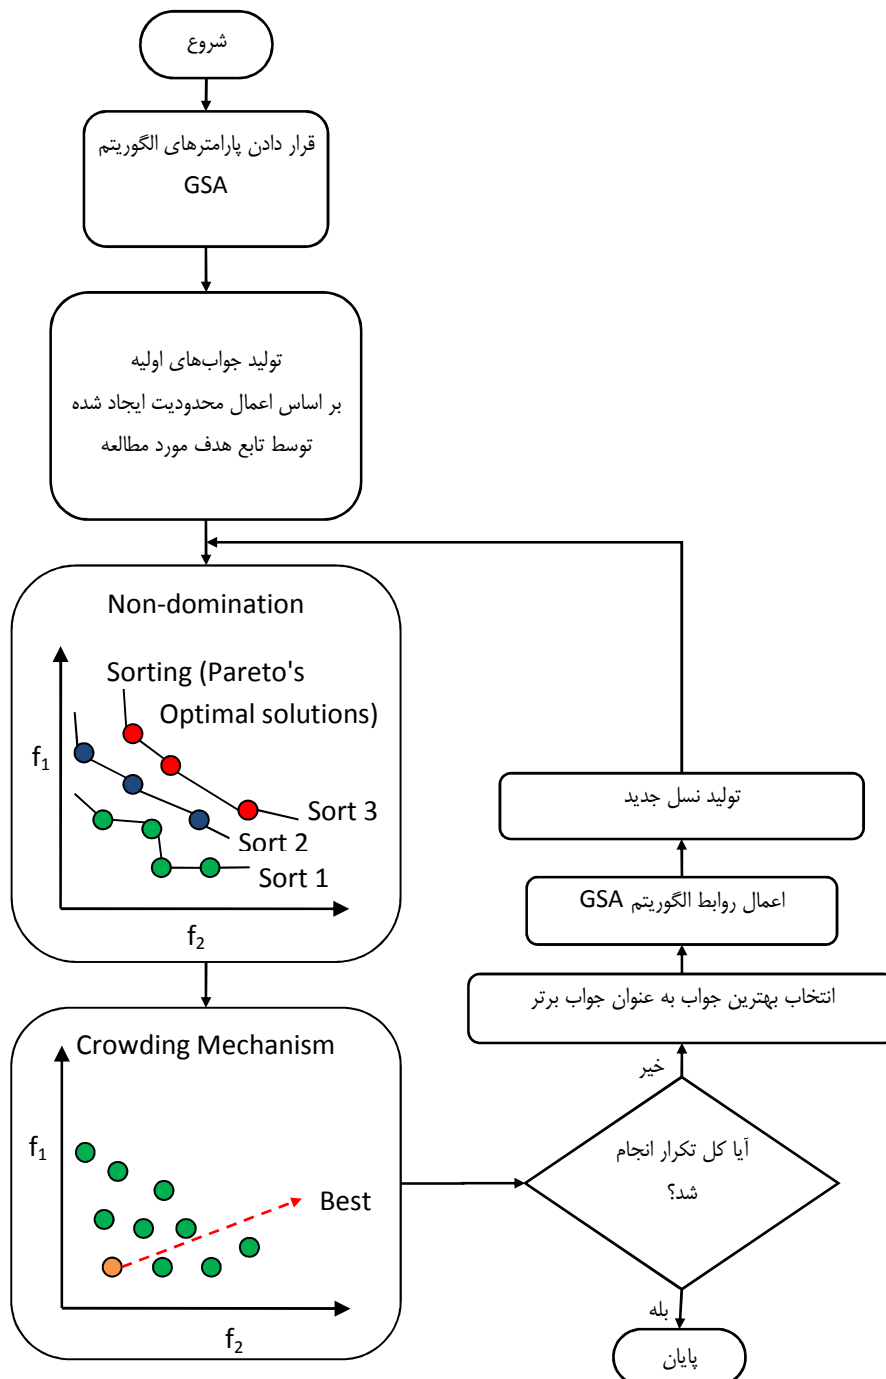 شروع
قرار دادن پارامترهای الگوریتم
GSA
تولید جواب‌های اولیه
بر اساس اعمال محدودیت ایجاد شده
توسط تابع هدف مورد مطالعه
Non-domination
Sorting (Pareto's
Optimal solutions)
f1
Sort 3
Sort 2
Sort 1
f2
Crowding Mechanism
f1
Best
f2
تولید نسل جدید
اعمال روابط الگوریتم GSA
انتخاب بهترین جواب به عنوان جواب برتر
خیر
آیا کل تکرار انجام
شد؟
بله
پایان